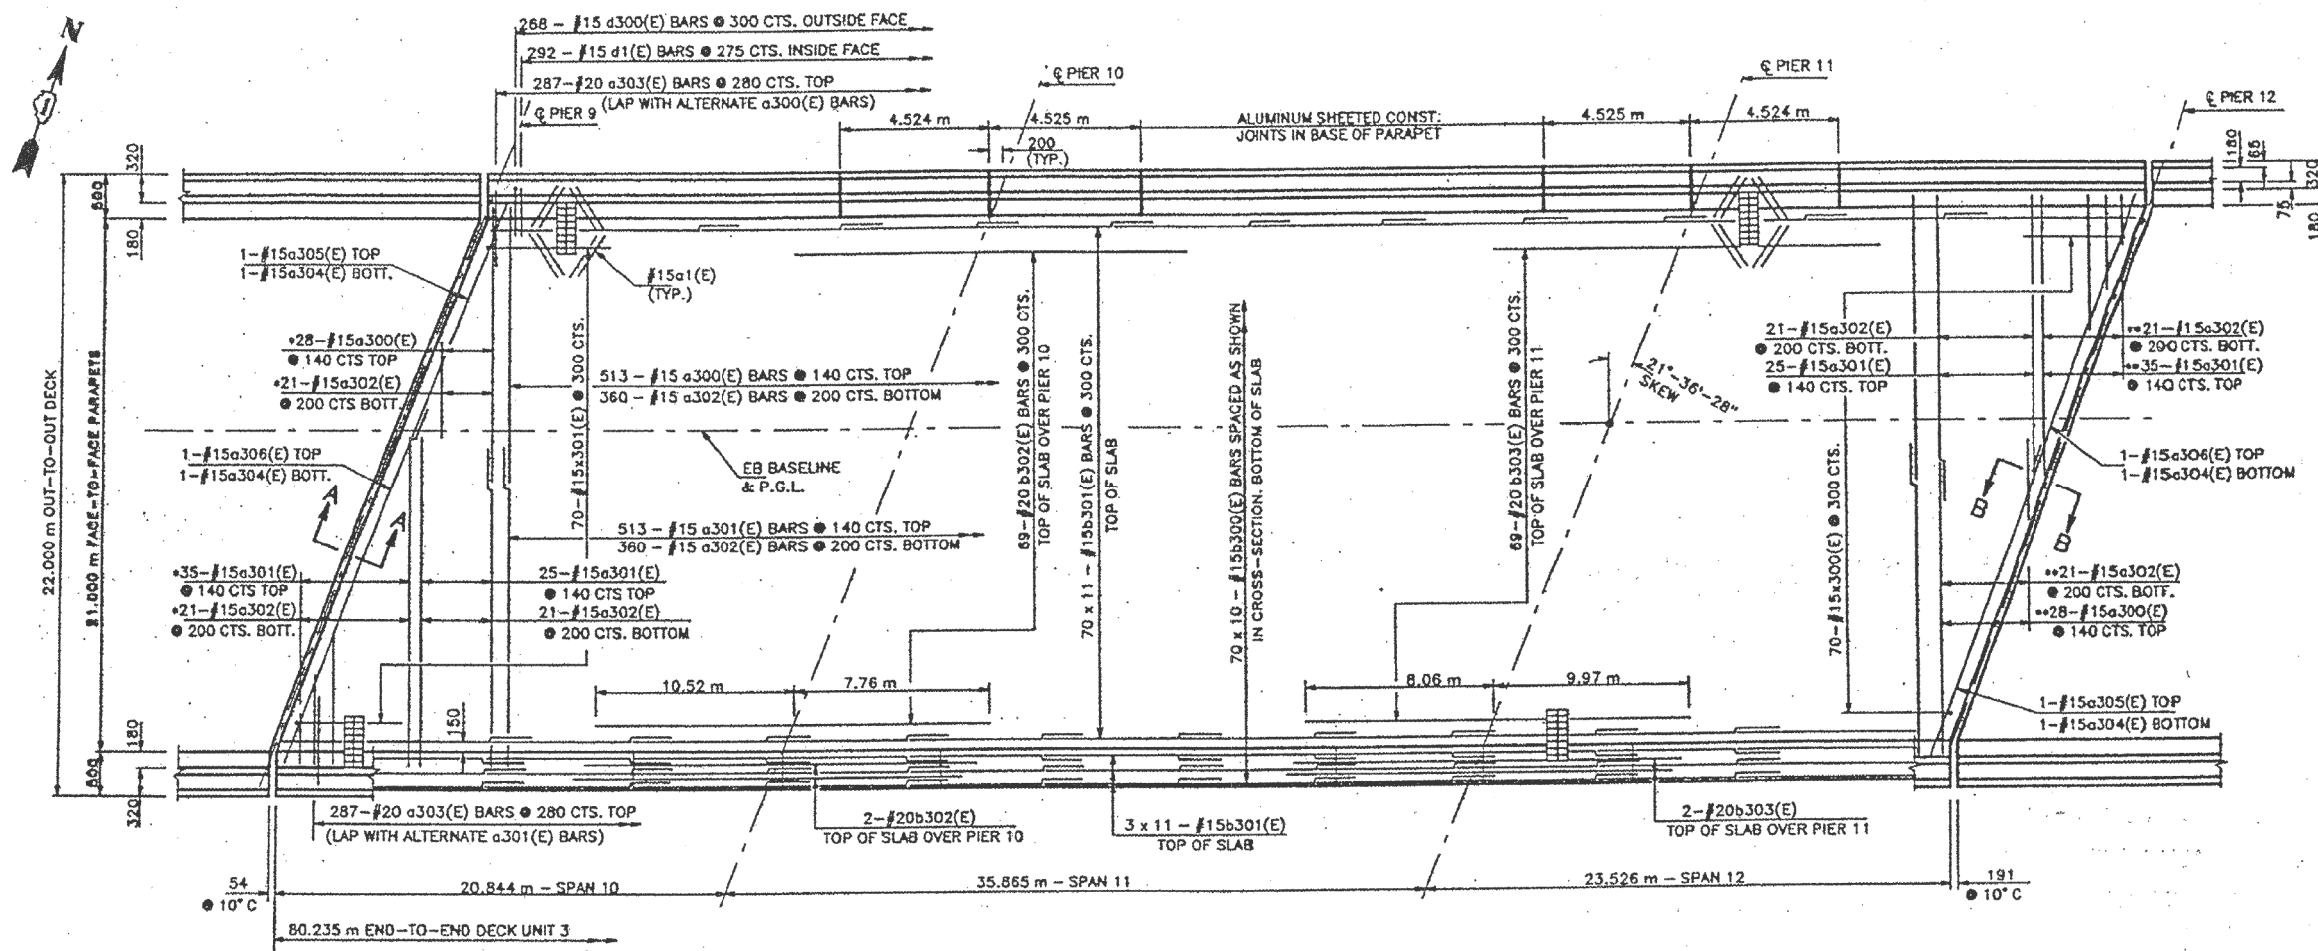 N
268 - #15 d300(E) BARS @ 300 CTS. OUTSIDE FACE
292 - #15 d1(E) BARS @ 275 CTS. INSIDE FACE
287-#20 a303(E) BARS @ 280 CTS. TOP
(LAP WITH ALTERNATE a300(E) BARS)
℄ PIER 9
℄ PIER 10
℄ PIER 11
℄ PIER 12
4.524 m
4.525 m
ALUMINUM SHEETED CONST:
JOINTS IN BASE OF PARAPET
4.525 m
4.524 m
200
(TYP.)
320
500
180
180
65
320
75
180
22.000 m OUT-TO-OUT DECK
21.000 m FACE-TO-FACE PARAPETS
1-#15a305(E) TOP
1-#15a304(E) BOTT.
#15a1(E)
(TYP.)
*28-#15a300(E)
@ 140 CTS TOP
*21-#15a302(E)
@ 200 CTS BOTT.
70-#15x301(E) @ 300 CTS.
513 - #15 a300(E) BARS @ 140 CTS. TOP
360 - #15 a302(E) BARS @ 200 CTS. BOTTOM
69-#20 b302(E) BARS @ 300 CTS.
TOP OF SLAB OVER PIER 10
70 x 11 - #15b301(E) BARS @ 300 CTS.
TOP OF SLAB
70 x 10 - #15b300(E) BARS SPACED AS SHOWN
IN CROSS-SECTION. BOTTOM OF SLAB
69-#20 b303(E) BARS @ 300 CTS.
TOP OF SLAB OVER PIER 11
21°-36'-28"
SKEW
21-#15a302(E)
@ 200 CTS. BOTT.
25-#15a301(E)
@ 140 CTS. TOP
**21-#15a302(E)
@ 200 CTS. BOTT.
**35-#15a301(E)
@ 140 CTS. TOP
70-#15x300(E) @ 300 CTS.
1-#15a306(E) TOP
1-#15a304(E) BOTT.
EB BASELINE
& P.G.L.
1-#15a306(E) TOP
1-#15a304(E) BOTTOM
A
A
B
B
513 - #15 a301(E) BARS @ 140 CTS. TOP
360 - #15 a302(E) BARS @ 200 CTS. BOTTOM
*35-#15a301(E)
@ 140 CTS TOP
*21-#15a302(E)
@ 200 CTS. BOTT.
25-#15a301(E)
@ 140 CTS TOP
21-#15a302(E)
@ 200 CTS. BOTTOM
**21-#15a302(E)
@ 200 CTS. BOTT.
**28-#15a300(E)
@ 140 CTS. TOP
10.52 m
7.76 m
8.06 m
9.97 m
1-#15a305(E) TOP
1-#15a304(E) BOTTOM
150
180
320
287-#20 a303(E) BARS @ 280 CTS. TOP
(LAP WITH ALTERNATE a301(E) BARS)
2-#20b302(E)
TOP OF SLAB OVER PIER 10
3 x 11 - #15b301(E)
TOP OF SLAB
2-#20b303(E)
TOP OF SLAB OVER PIER 11
54
@ 10° C
20.844 m - SPAN 10
35.865 m - SPAN 11
23.526 m - SPAN 12
191
@ 10° C
80.235 m END-TO-END DECK UNIT 3